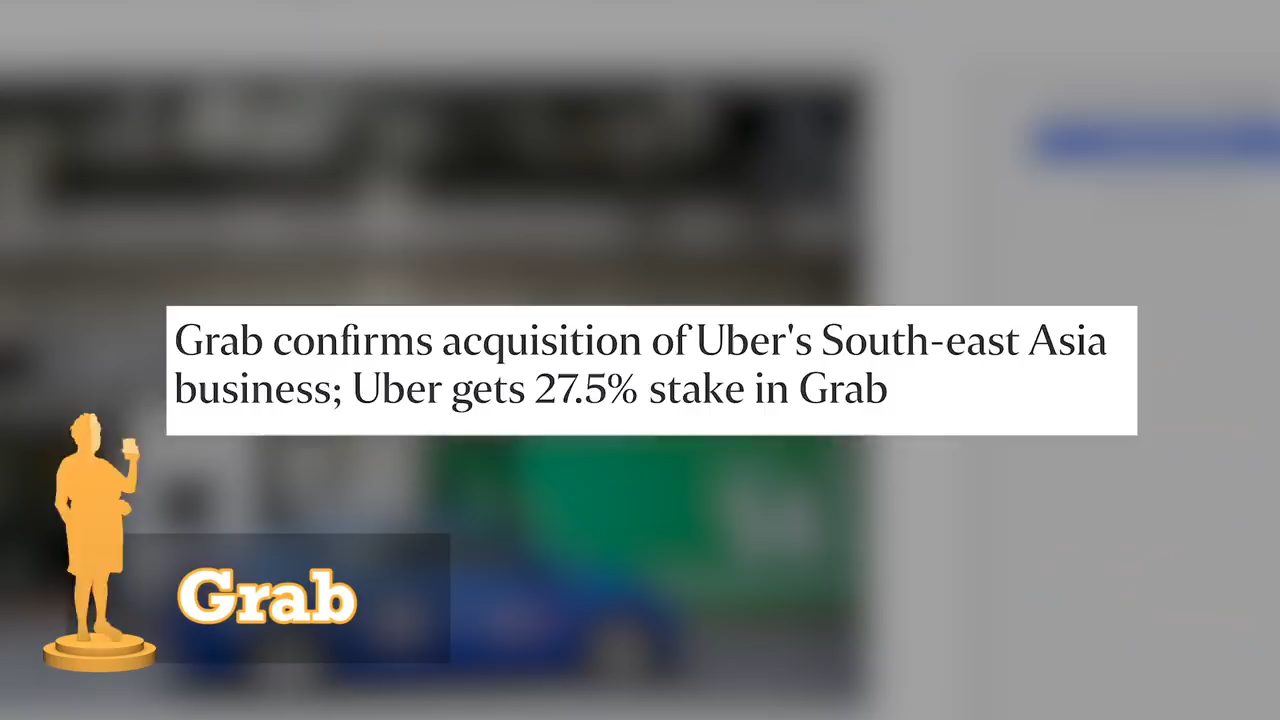 Grab confirms acquisition of Uber's South-east Asia
business; Uber gets 27.5% stake in Grab
Grab